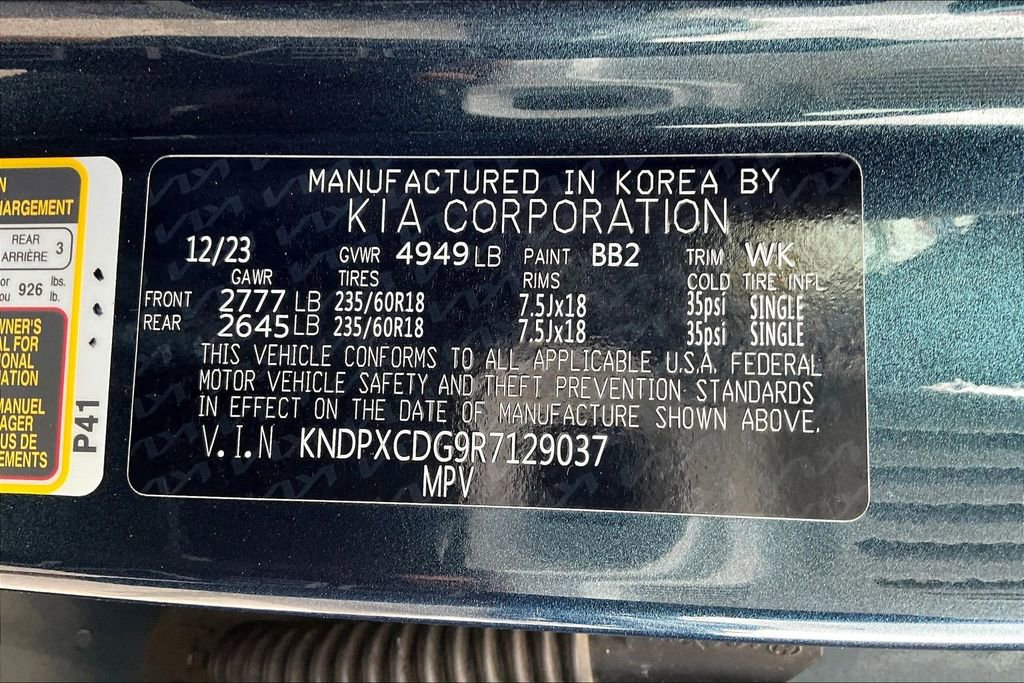 MANUFACTURED IN KOREA BY
KIA CORPORATION
12/23 GVWR 4949 LB PAINT BB2 TRIM WK
GAWR TIRES RIMS COLD TIRE INFL
FRONT 2777 LB 235/60R18 7.5Jx18 35psi SINGLE
REAR 2645 LB 235/60R18 7.5Jx18 35psi SINGLE
THIS VEHICLE CONFORMS TO ALL APPLICABLE U.S.A. FEDERAL
MOTOR VEHICLE SAFETY AND THEFT PREVENTION STANDARDS
IN EFFECT ON THE DATE OF MANUFACTURE SHOWN ABOVE.
V.I.N KNDPXCDG9R7129037
MPV
N
HARGEMENT
REAR
ARRIÈRE 3
or lbs.
ou 926 lb.
WNER'S
AL FOR
ONAL
MATION
MANUEL
AGER
US DE
EMENTS
P41